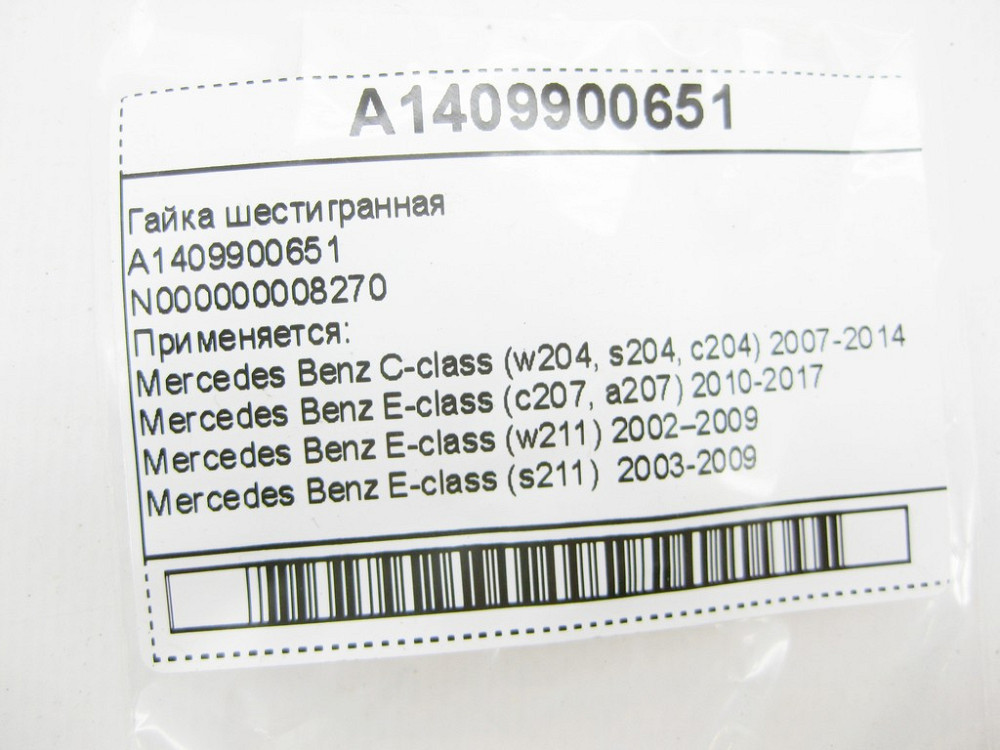 A1409900651
Гайка шестигранная
A1409900651
N000000008270
Применяется:
Mercedes Benz C-class (w204, s204, c204) 2007-2014
Mercedes Benz E-class (c207, a207) 2010-2017
Mercedes Benz E-class (w211) 2002–2009
Mercedes Benz E-class (s211)  2003-2009